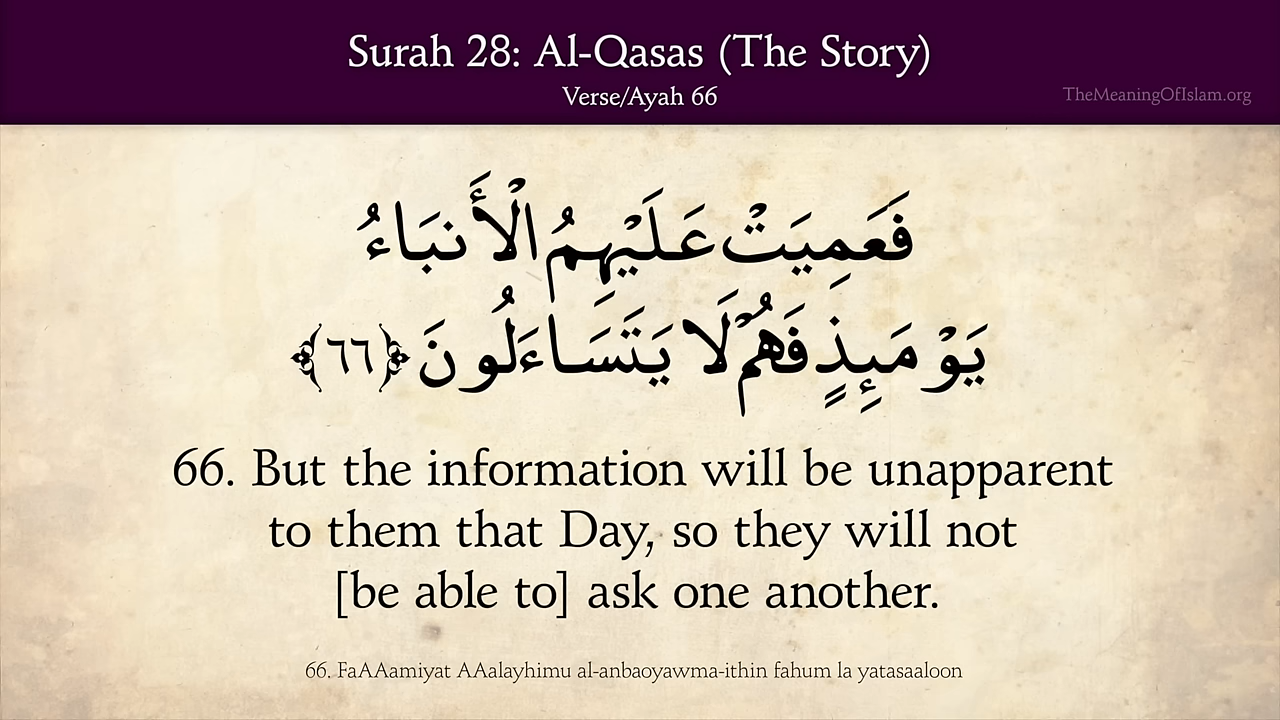 Surah 28: Al-Qasas (The Story)
Verse/Ayah 66
TheMeaningOfIslam.org
فَعَمِيَتْ عَلَيْهِمُ الْأَنبَاءُ
يَوْمَئِذٍ فَهُمْ لَا يَتَسَاءَلُونَ ﴿٦٦﴾
66. But the information will be unapparent
to them that Day, so they will not
[be able to] ask one another.
66. FaAAamiyat AAalayhimu al-anbaoyawma-ithin fahum la yatasaaloon